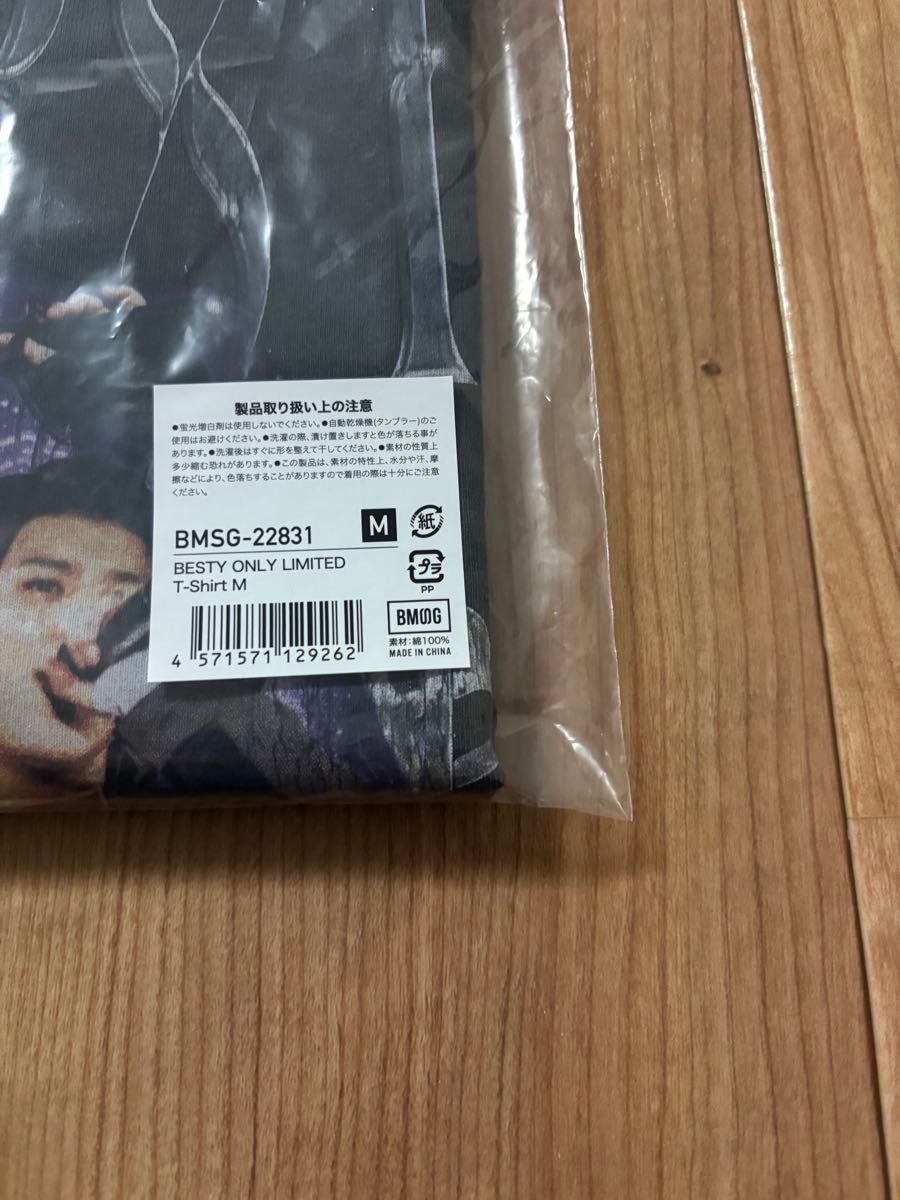 製品取り扱い上の注意
●蛍光増白剤は使用しないでください。●自動乾燥機(タンブラー)のご
使用はお避けください。●洗濯の際、漬け置きしますと色が落ちる事が
あります。●洗濯後はすぐに形を整えて干してください。●素材の性質上
多少縮む恐れがあります。●この製品は、素材の特性上、水分や汗、摩
擦などにより、色落ちすることがありますので着用の際は十分にご注意
ください。
BMSG-22831 M 紙
BESTY ONLY LIMITED
T-Shirt M
プラ
PP
BMSG
4 571571 129262
素材：綿100%
MADE IN CHINA